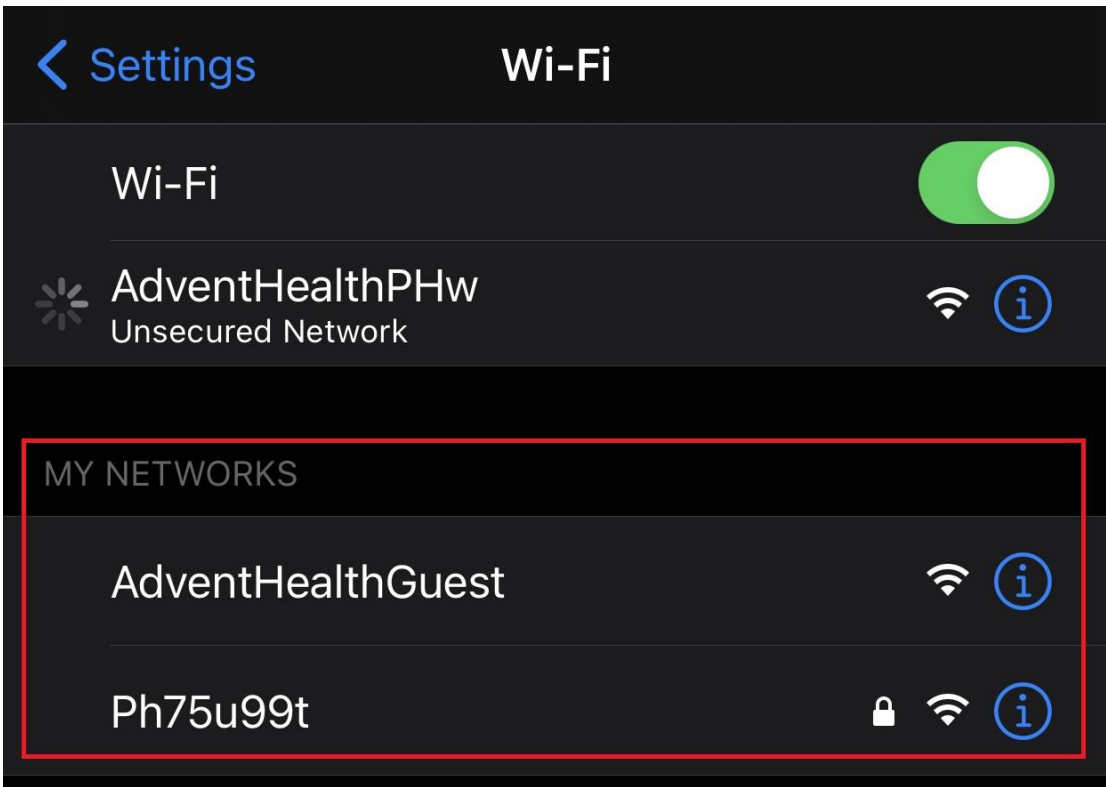 Settings
Wi-Fi
Wi-Fi
AdventHealthPHw
Unsecured Network
MY NETWORKS
AdventHealthGuest
Ph75u99t